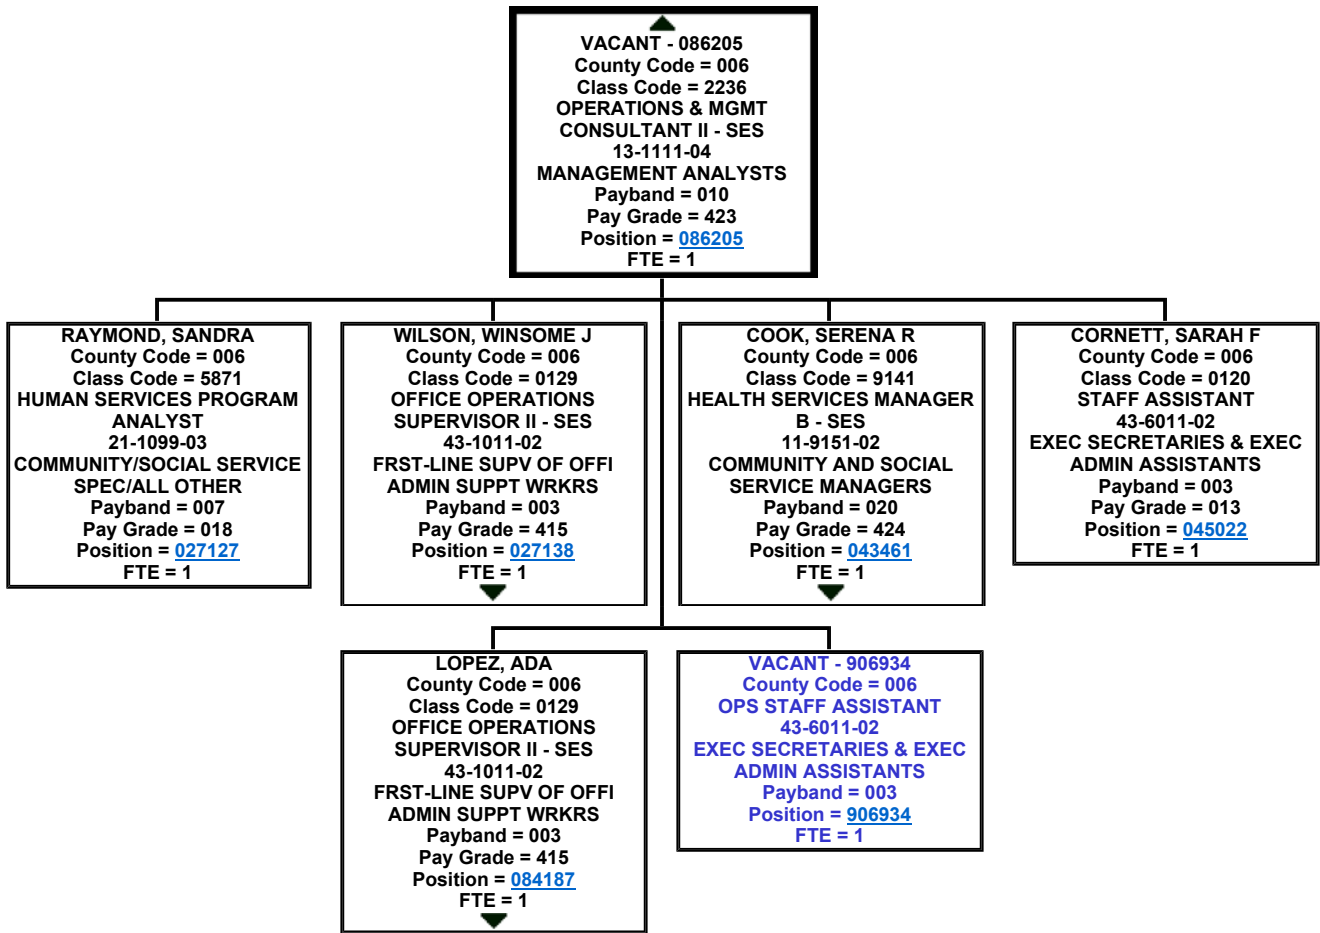 VACANT - 086205
County Code = 006
Class Code = 2236
OPERATIONS & MGMT
CONSULTANT II - SES
13-1111-04
MANAGEMENT ANALYSTS
Payband = 010
Pay Grade = 423
Position = 086205
FTE = 1
RAYMOND, SANDRA
County Code = 006
Class Code = 5871
HUMAN SERVICES PROGRAM
ANALYST
21-1099-03
COMMUNITY/SOCIAL SERVICE
SPEC/ALL OTHER
Payband = 007
Pay Grade = 018
Position = 027127
FTE = 1
WILSON, WINSOME J
County Code = 006
Class Code = 0129
OFFICE OPERATIONS
SUPERVISOR II - SES
43-1011-02
FRST-LINE SUPV OF OFFI
ADMIN SUPPT WRKRS
Payband = 003
Pay Grade = 415
Position = 027138
FTE = 1
COOK, SERENA R
County Code = 006
Class Code = 9141
HEALTH SERVICES MANAGER
B - SES
11-9151-02
COMMUNITY AND SOCIAL
SERVICE MANAGERS
Payband = 020
Pay Grade = 424
Position = 043461
FTE = 1
CORNETT, SARAH F
County Code = 006
Class Code = 0120
STAFF ASSISTANT
43-6011-02
EXEC SECRETARIES & EXEC
ADMIN ASSISTANTS
Payband = 003
Pay Grade = 013
Position = 045022
FTE = 1
LOPEZ, ADA
County Code = 006
Class Code = 0129
OFFICE OPERATIONS
SUPERVISOR II - SES
43-1011-02
FRST-LINE SUPV OF OFFI
ADMIN SUPPT WRKRS
Payband = 003
Pay Grade = 415
Position = 084187
FTE = 1
VACANT - 906934
County Code = 006
OPS STAFF ASSISTANT
43-6011-02
EXEC SECRETARIES & EXEC
ADMIN ASSISTANTS
Payband = 003
Position = 906934
FTE = 1